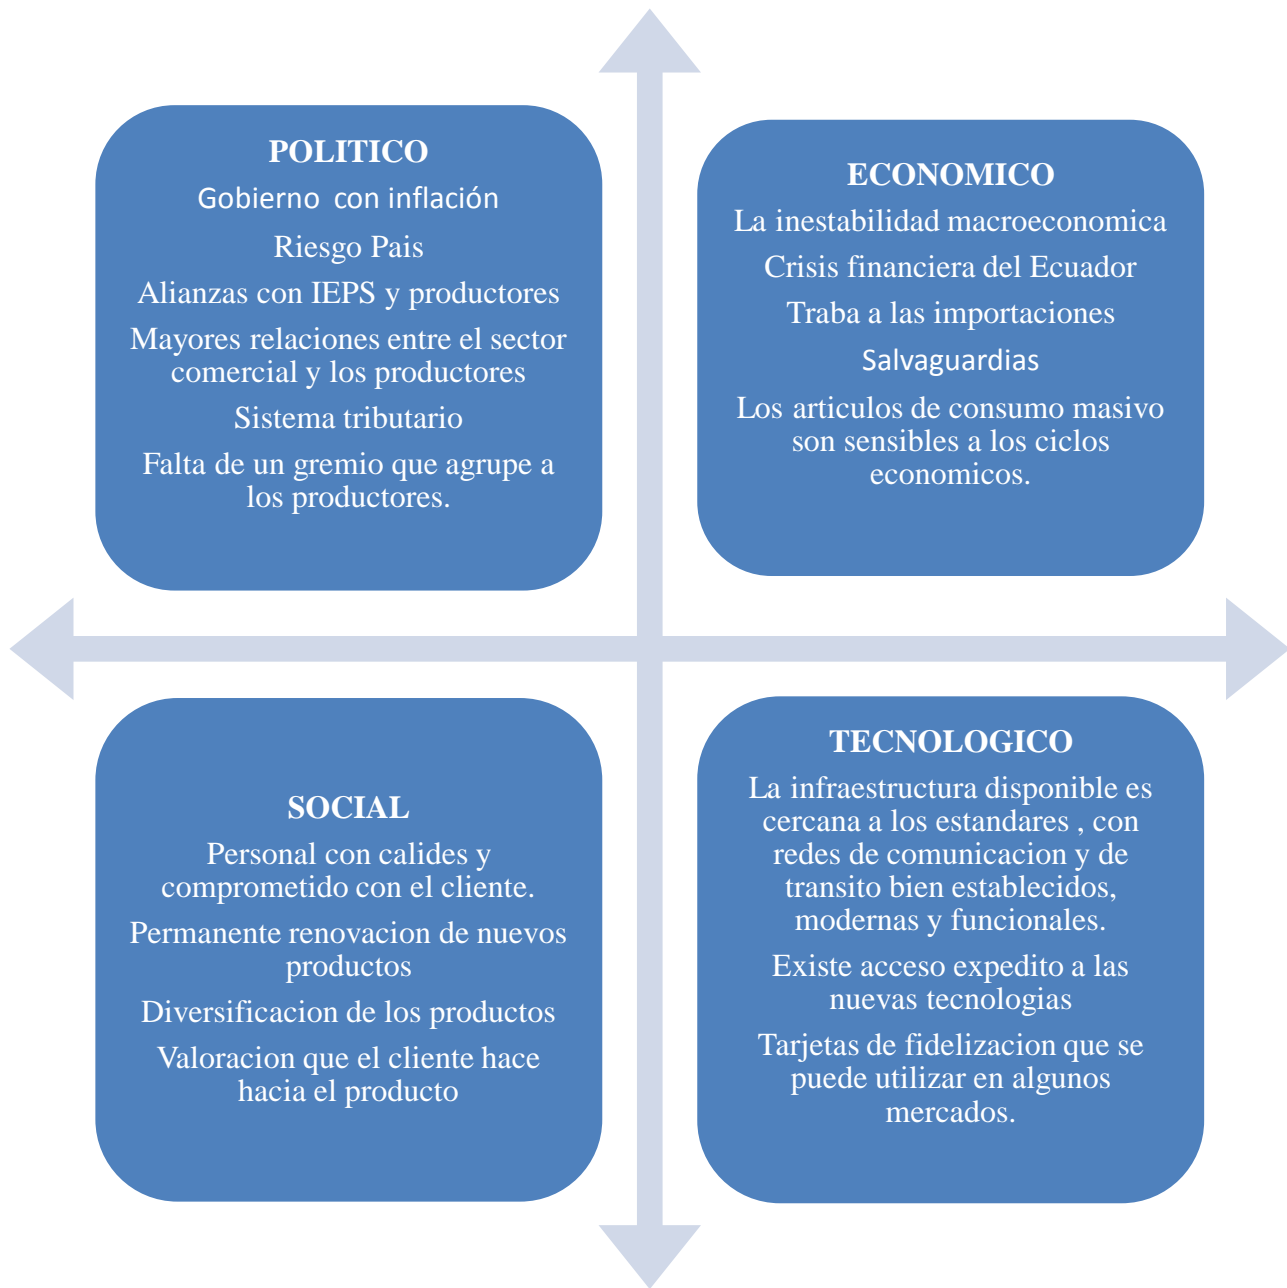 POLITICO
Gobierno con inflación
Riesgo Pais
Alianzas con IEPS y productores
Mayores relaciones entre el sector
comercial y los productores
Sistema tributario
Falta de un gremio que agrupe a
los productores.
ECONOMICO
La inestabilidad macroeconomica
Crisis financiera del Ecuador
Traba a las importaciones
Salvaguardias
Los articulos de consumo masivo
son sensibles a los ciclos
economicos.
SOCIAL
Personal con calides y
comprometido con el cliente.
Permanente renovacion de nuevos
productos
Diversificacion de los productos
Valoracion que el cliente hace
hacia el producto
TECNOLOGICO
La infraestructura disponible es
cercana a los estandares , con
redes de comunicacion y de
transito bien establecidos,
modernas y funcionales.
Existe acceso expedito a las
nuevas tecnologias
Tarjetas de fidelizacion que se
puede utilizar en algunos
mercados.